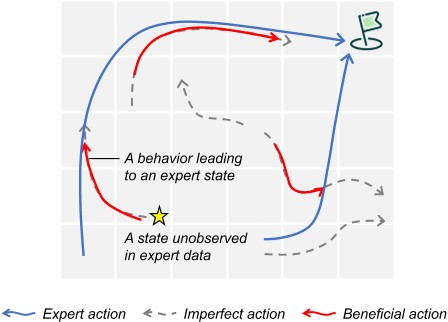 A behavior leading
to an expert state
A state unobserved
in expert data
Expert action
Imperfect action
Beneficial action